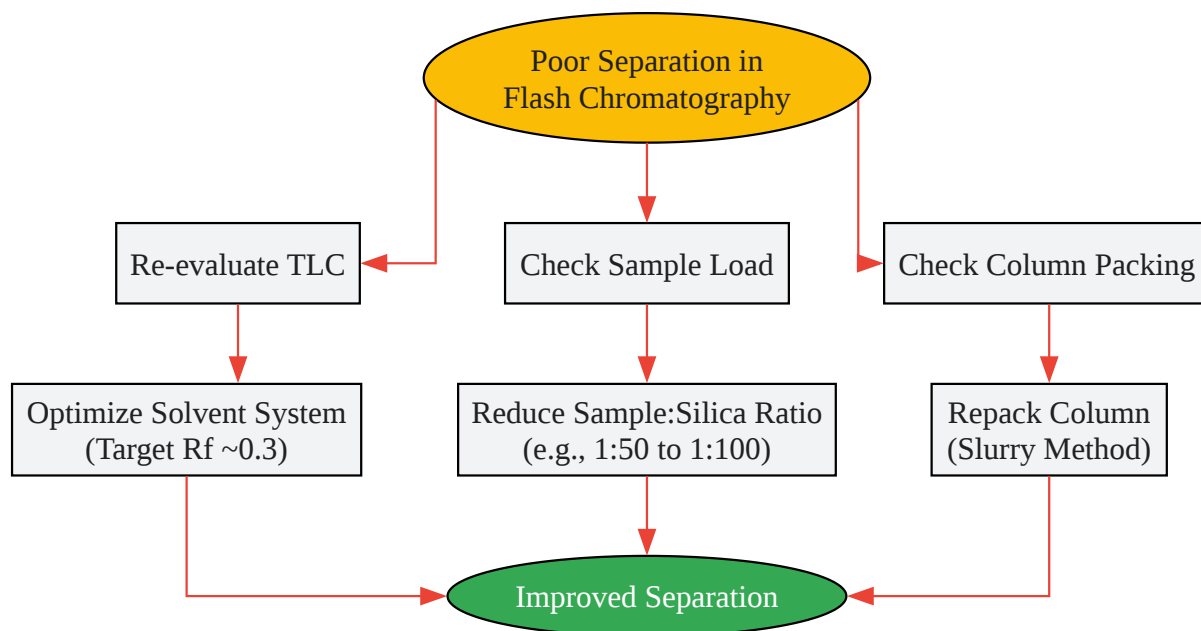 Poor Separation in
Flash Chromatography
Re-evaluate TLC
Check Sample Load
Check Column Packing
Optimize Solvent System
(Target Rf ~0.3)
Reduce Sample:Silica Ratio
(e.g., 1:50 to 1:100)
Repack Column
(Slurry Method)
Improved Separation